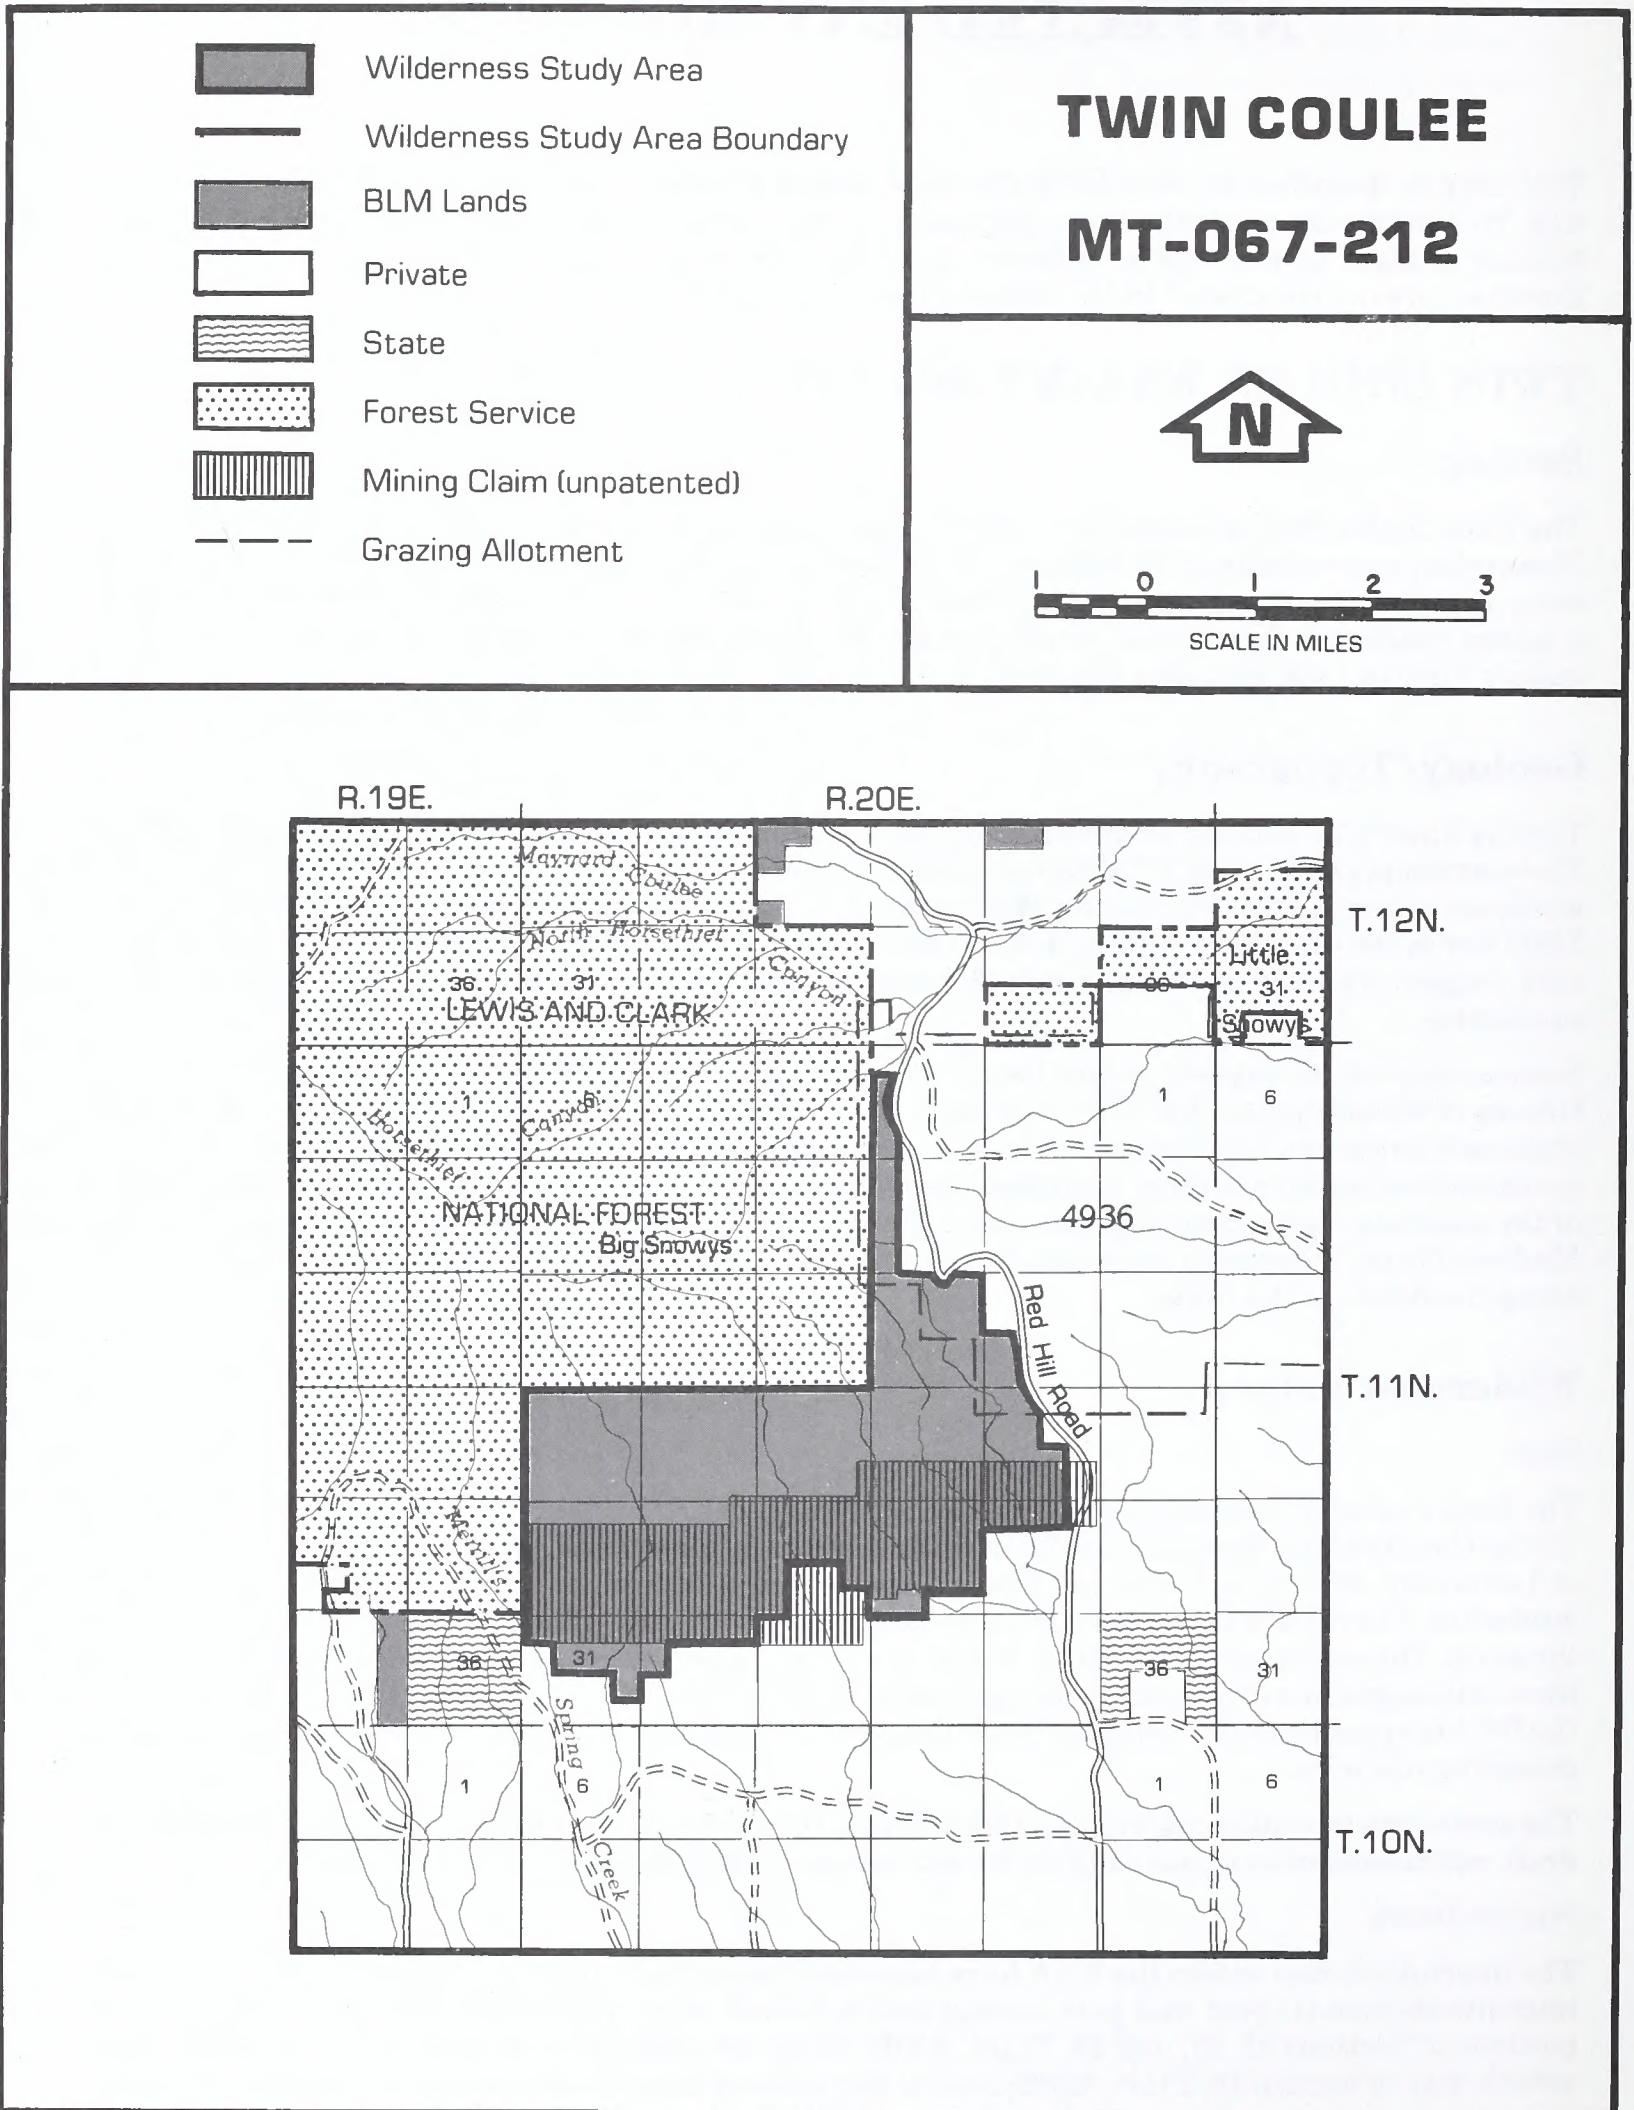 Wilderness Study Area
Wilderness Study Area Boundary
BLM Lands
Private
State
Forest Service
Mining Claim (unpatented)
Grazing Allotment
TWIN COULEE
MT-067-212
N
1 0 1 2 3
SCALE IN MILES
R.19E. R.20E.
Maynard
Coulee
T.12N.
North Horsethief
Canyon
Little
36 31 36 31
LEWIS AND CLARK
Snowys
1 6 1 6
Horsethief Canyon
NATIONAL FOREST
4936
Big Snowys
Red Hill Road
T.11N.
Merrills
36 31 36 31
Spring
1 6 1 6
T.10N.
Creek